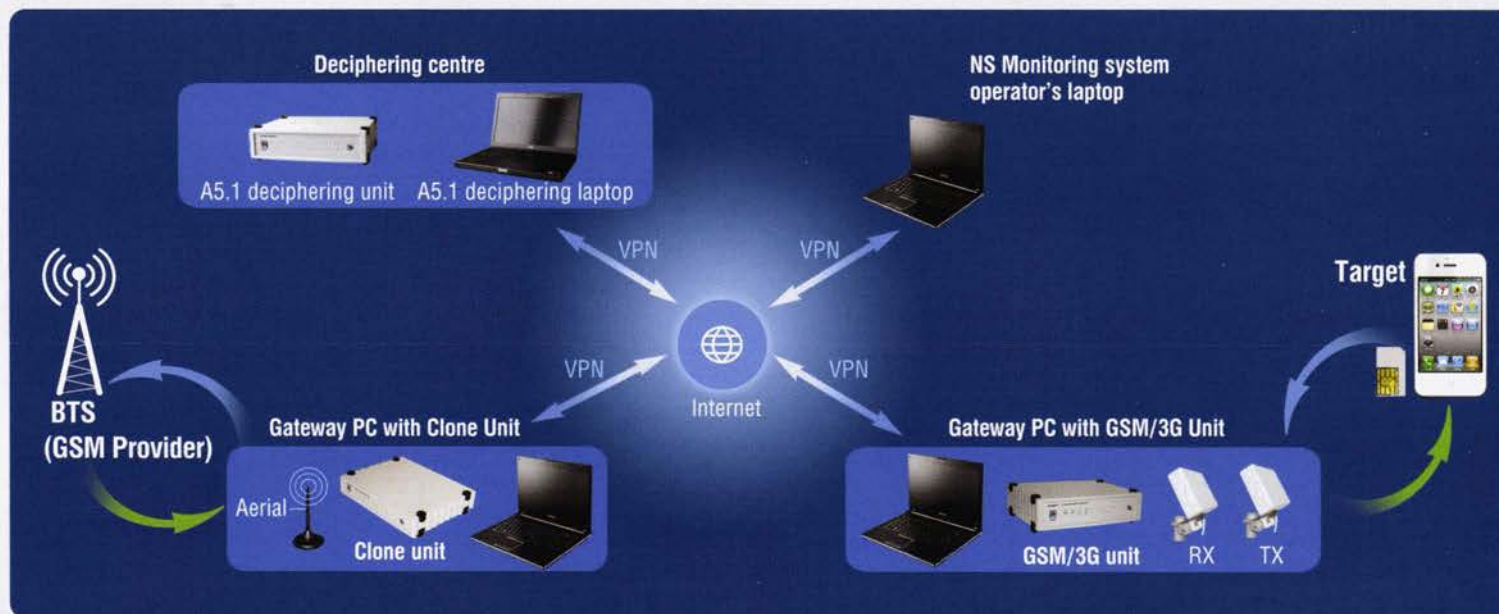 Deciphering centre
A5.1 deciphering unit
A5.1 deciphering laptop
NS Monitoring system
operator's laptop
VPN
VPN
Target
BTS
(GSM Provider)
VPN
VPN
Internet
Gateway PC with Clone Unit
Aerial
Clone unit
Gateway PC with GSM/3G Unit
GSM/3G unit
RX
TX